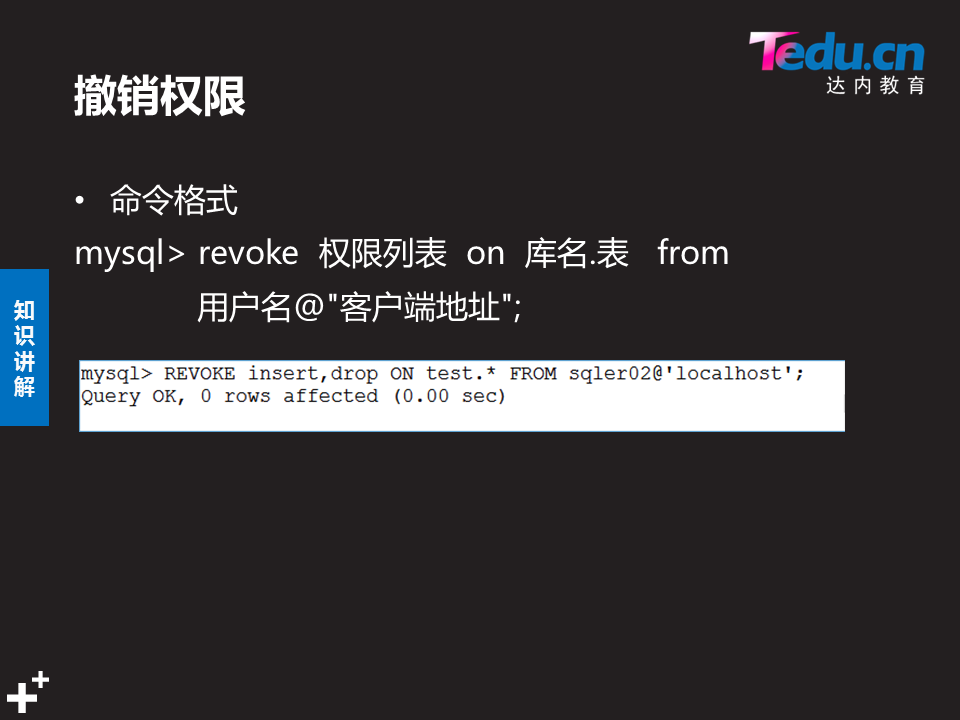 Tedu.cn
达内教育
撤销权限
• 命令格式
mysql> revoke 权限列表 on 库名.表 from
用户名@"客户端地址";
知识讲解
mysql> REVOKE insert,drop ON test.* FROM sqler02@'localhost';
Query OK, 0 rows affected (0.00 sec)